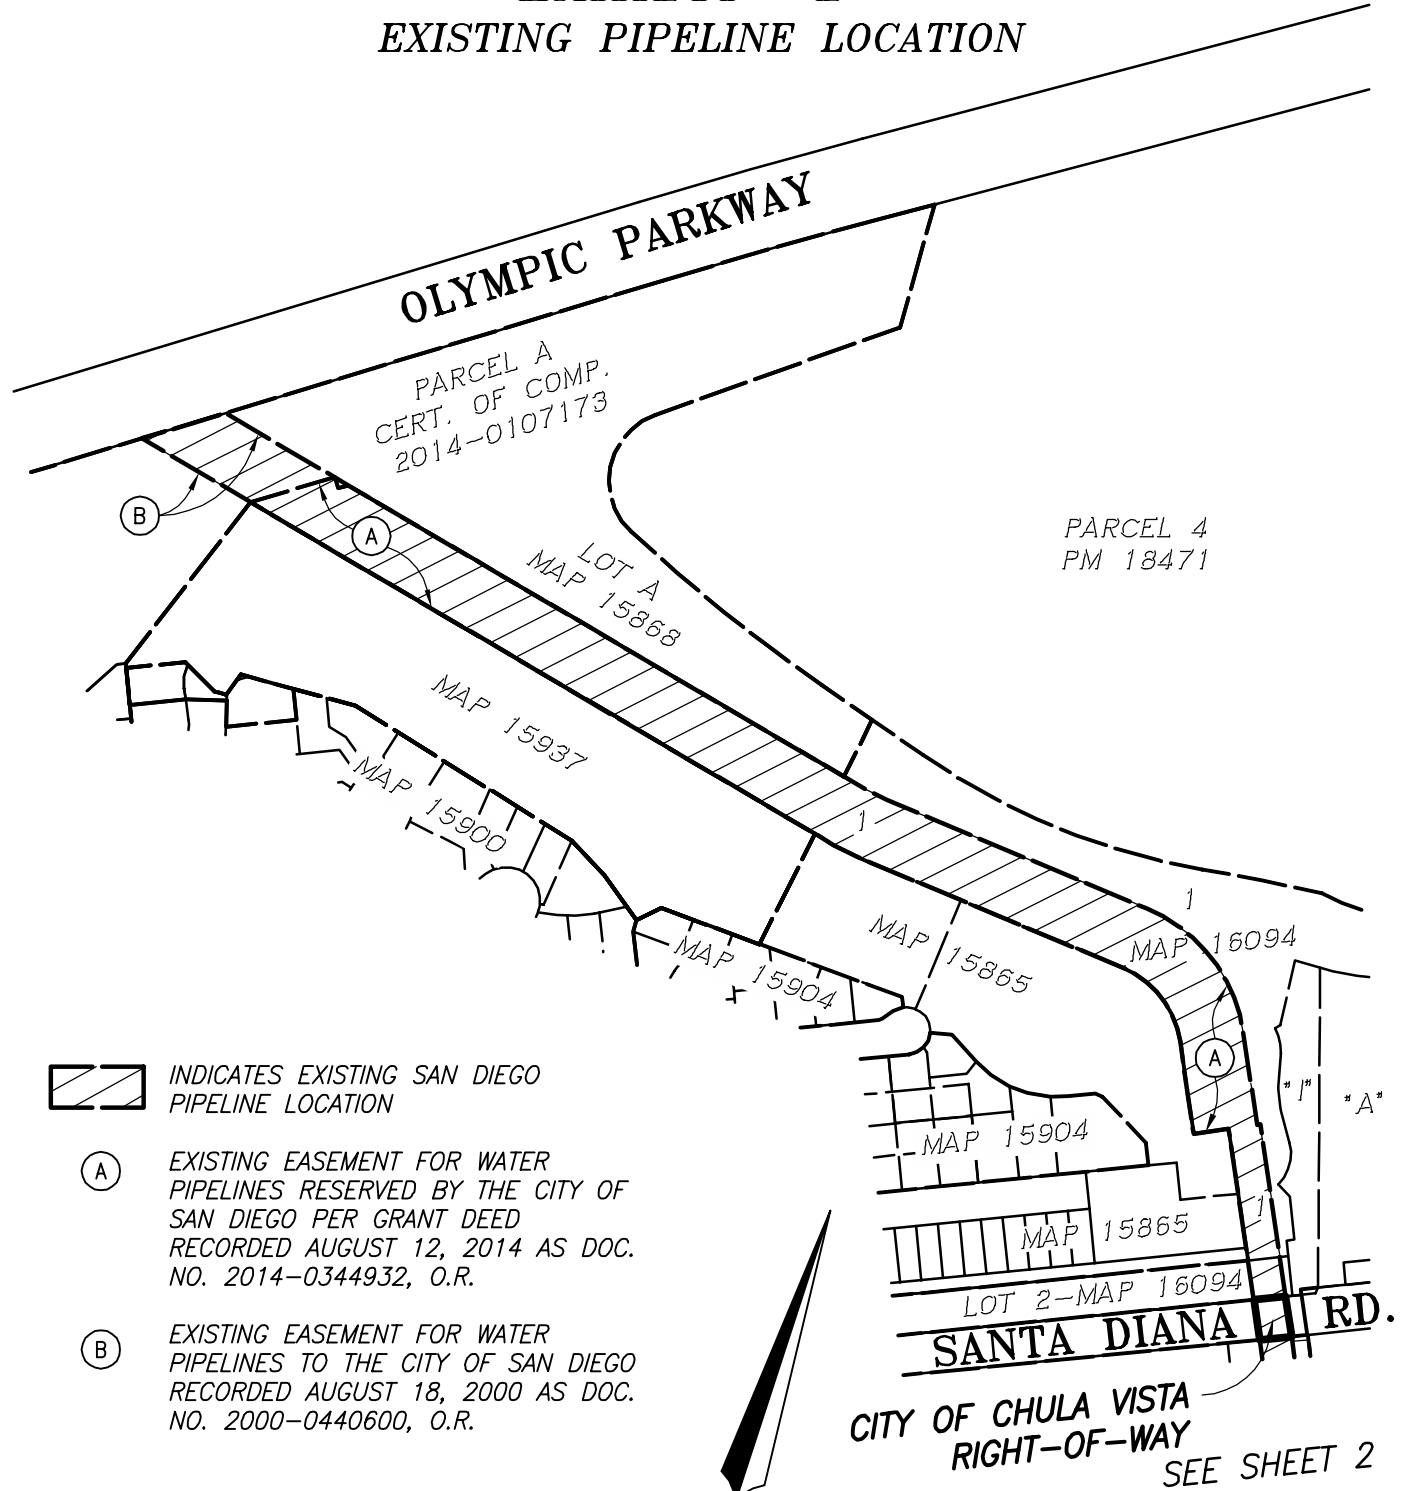 EXISTING PIPELINE LOCATION
OLYMPIC PARKWAY
PARCEL A
CERT. OF COMP.
2014-0107173
B
A
LOT A
MAP 15868
PARCEL 4
PM 18471
MAP 15937
MAP 15900
1
MAP 15904
MAP 15865
1
MAP 16094
A
"I"
"A"
MAP 15904
1
MAP 15865
LOT 2-MAP 16094
SANTA DIANA RD.
CITY OF CHULA VISTA
RIGHT-OF-WAY
SEE SHEET 2
INDICATES EXISTING SAN DIEGO
PIPELINE LOCATION
A
EXISTING EASEMENT FOR WATER
PIPELINES RESERVED BY THE CITY OF
SAN DIEGO PER GRANT DEED
RECORDED AUGUST 12, 2014 AS DOC.
NO. 2014-0344932, O.R.
B
EXISTING EASEMENT FOR WATER
PIPELINES TO THE CITY OF SAN DIEGO
RECORDED AUGUST 18, 2000 AS DOC.
NO. 2000-0440600, O.R.